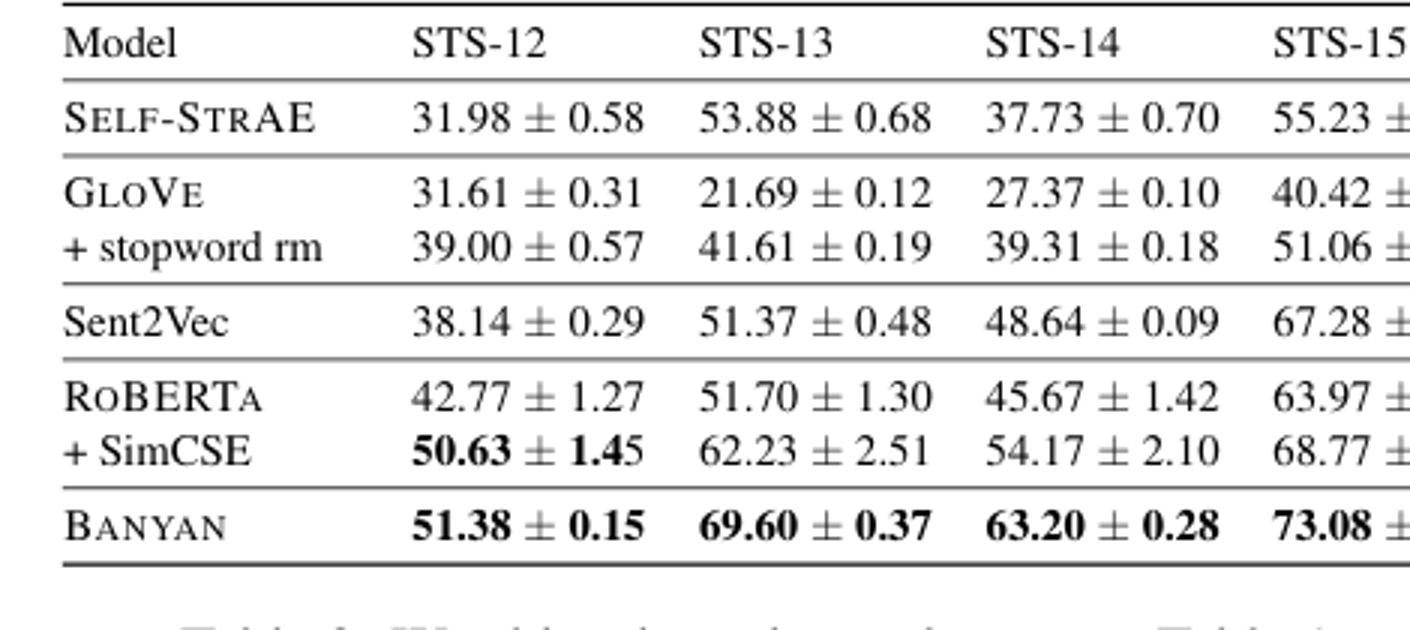 Model STS-12 STS-13 STS-14 STS-15
SELF-STRAE 31.98 ± 0.58 53.88 ± 0.68 37.73 ± 0.70 55.23 ±
GLOVE 31.61 ± 0.31 21.69 ± 0.12 27.37 ± 0.10 40.42 ±
+ stopword rm 39.00 ± 0.57 41.61 ± 0.19 39.31 ± 0.18 51.06 ±
Sent2Vec 38.14 ± 0.29 51.37 ± 0.48 48.64 ± 0.09 67.28 ±
ROBERTA 42.77 ± 1.27 51.70 ± 1.30 45.67 ± 1.42 63.97 ±
+ SimCSE 50.63 ± 1.45 62.23 ± 2.51 54.17 ± 2.10 68.77 ±
BANYAN 51.38 ± 0.15 69.60 ± 0.37 63.20 ± 0.28 73.08 ±